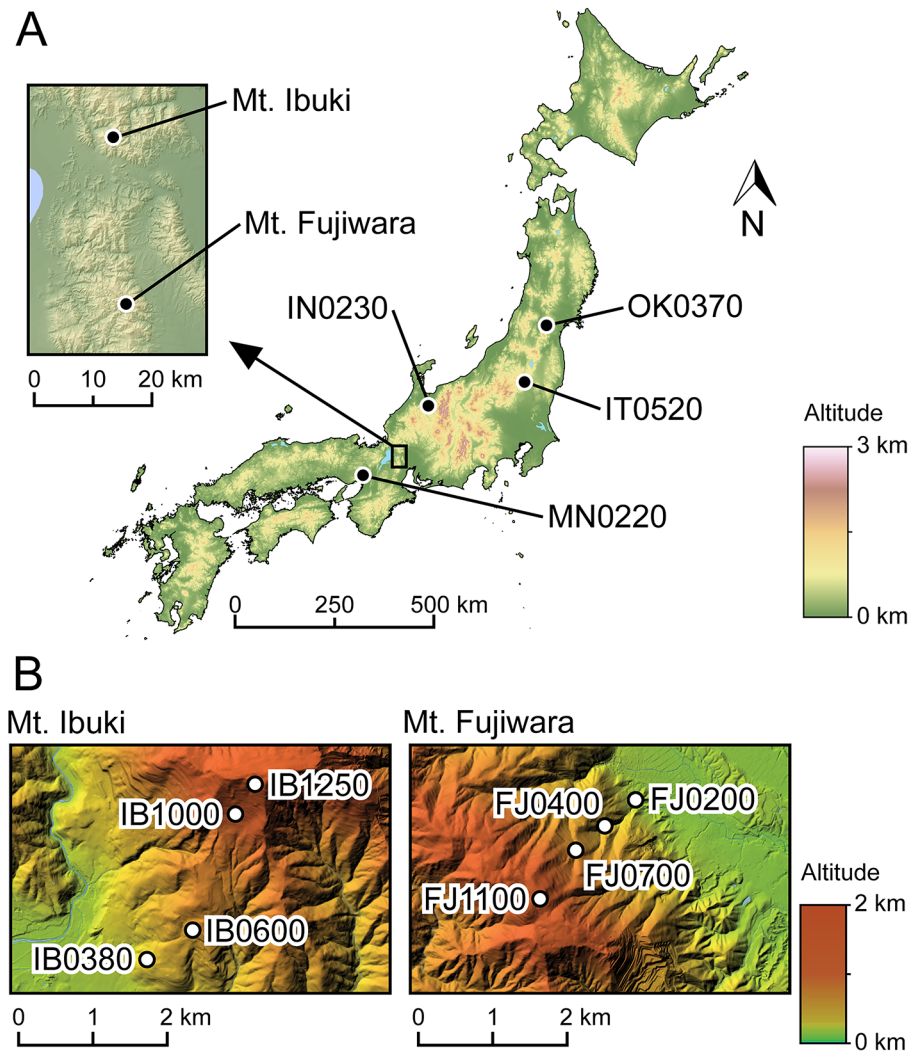 A
Mt. Ibuki
Mt. Fujiwara
N
IN0230
OK0370
0 10 20 km
IT0520
Altitude
3 km
MN0220
0 250 500 km
0 km
B
Mt. Ibuki
Mt. Fujiwara
IB1250
IB1000
FJ0400
FJ0200
FJ0700
Altitude
FJ1100
2 km
IB0600
IB0380
0 1 2 km
0 1 2 km
0 km